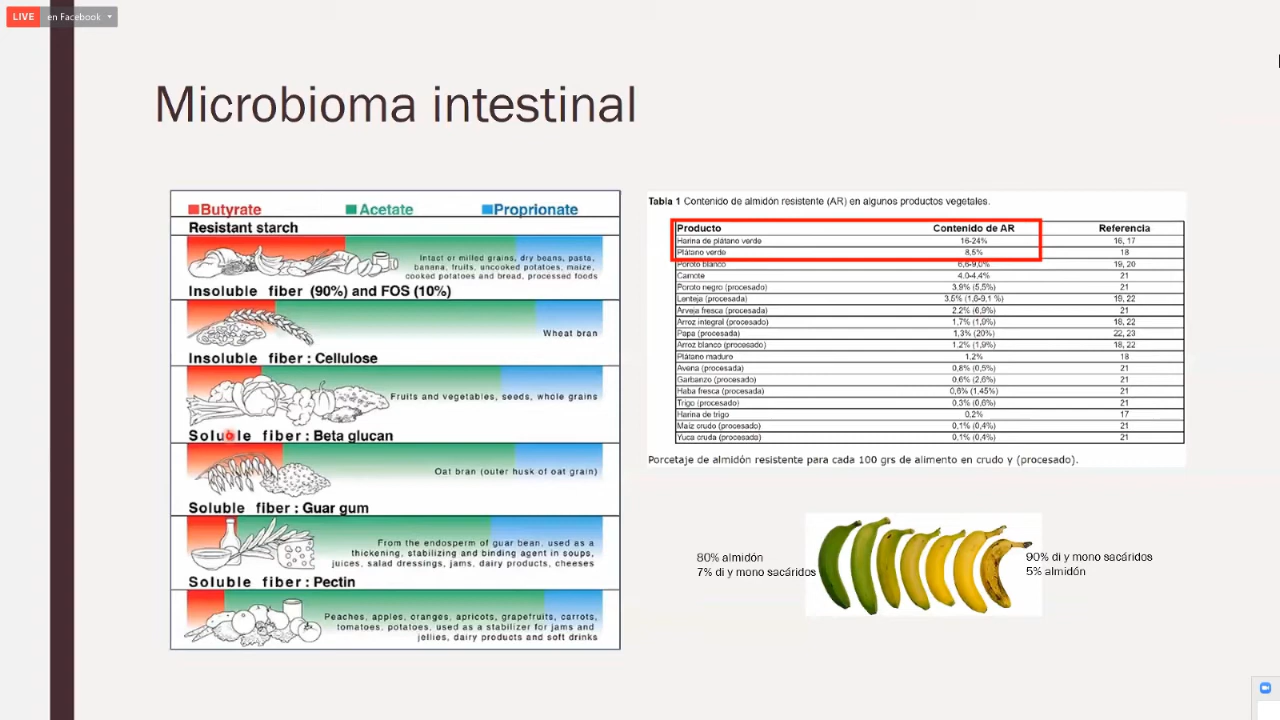 LIVE en Facebook
Microbioma intestinal
Butyrate Acetate Proprionate
Resistant starch
Intact or milled grains, dry beans, pasta,
banana, fruits, uncooked potatoes, maize,
cooked potatoes and bread, processed foods
Insoluble fiber (90%) and FOS (10%)
Wheat bran
Insoluble fiber : Cellulose
Fruits and vegetables, seeds, whole grains
Soluble fiber : Beta glucan
Oat bran (outer husk of oat grain)
Soluble fiber : Guar gum
From the endosperm of guar bean, used as a
thickening, stabilizing and binding agent in soups,
juices, salad dressings, jams, dairy products, cheeses
Soluble fiber : Pectin
Peaches, apples, oranges, apricots, grapefruits, carrots,
tomatoes, potatoes, used as a stabilizer for jams and
jellies, dairy products and soft drinks
Tabla 1 Contenido de almidón resistente (AR) en algunos productos vegetales.
Producto Contenido de AR Referencia
Harina de plátano verde 16-24% 16, 17
Plátano verde 8,5% 18
Poroto blanco 6,6-9,0% 19, 20
Camote 4,0-4,4% 21
Poroto negro (procesado) 3,9% (5,5%) 21
Lenteja (procesada) 3.5% (1,6-9,1 %) 19, 22
Arveja fresca (procesada) 2,2% (6,9%) 21
Arroz integral (procesado) 1,7% (1,9%) 18, 22
Papa (procesada) 1,3% (20%) 22, 23
Arroz blanco (procesado) 1,2% (1,9%) 18, 22
Plátano maduro 1,2% 18
Avena (procesada) 0,8% (0,5%) 21
Garbanzo (procesado) 0,6% (2,6%) 21
Haba fresca (procesada) 0,6% (1,45%) 21
Trigo (procesado) 0,3% (0,6%) 21
Harina de trigo 0,2% 17
Maíz crudo (procesado) 0,1% (0,4%) 21
Yuca cruda (procesada) 0,1% (0,4%) 21
Porcetaje de almidón resistente para cada 100 grs de alimento en crudo y (procesado).
80% almidón
7% di y mono sacáridos
90% di y mono sacáridos
5% almidón